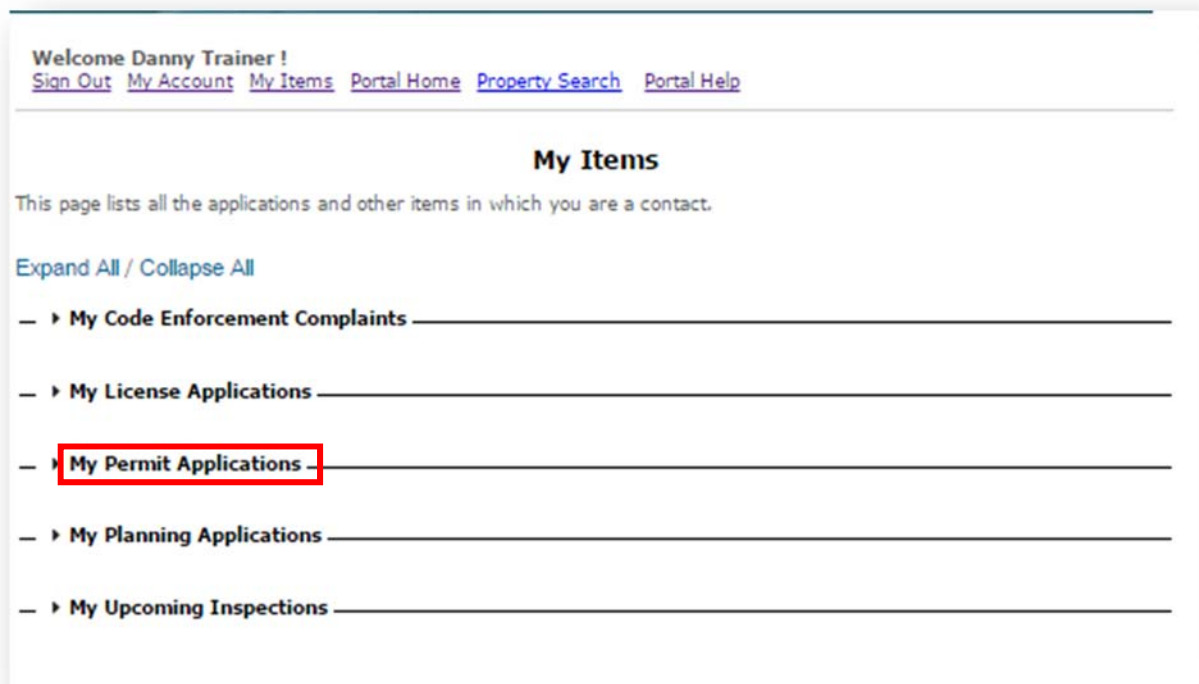 Welcome Danny Trainer !
Sign Out My Account My Items Portal Home Property Search Portal Help
My Items
This page lists all the applications and other items in which you are a contact.
Expand All / Collapse All
My Code Enforcement Complaints
My License Applications
My Permit Applications
My Planning Applications
My Upcoming Inspections